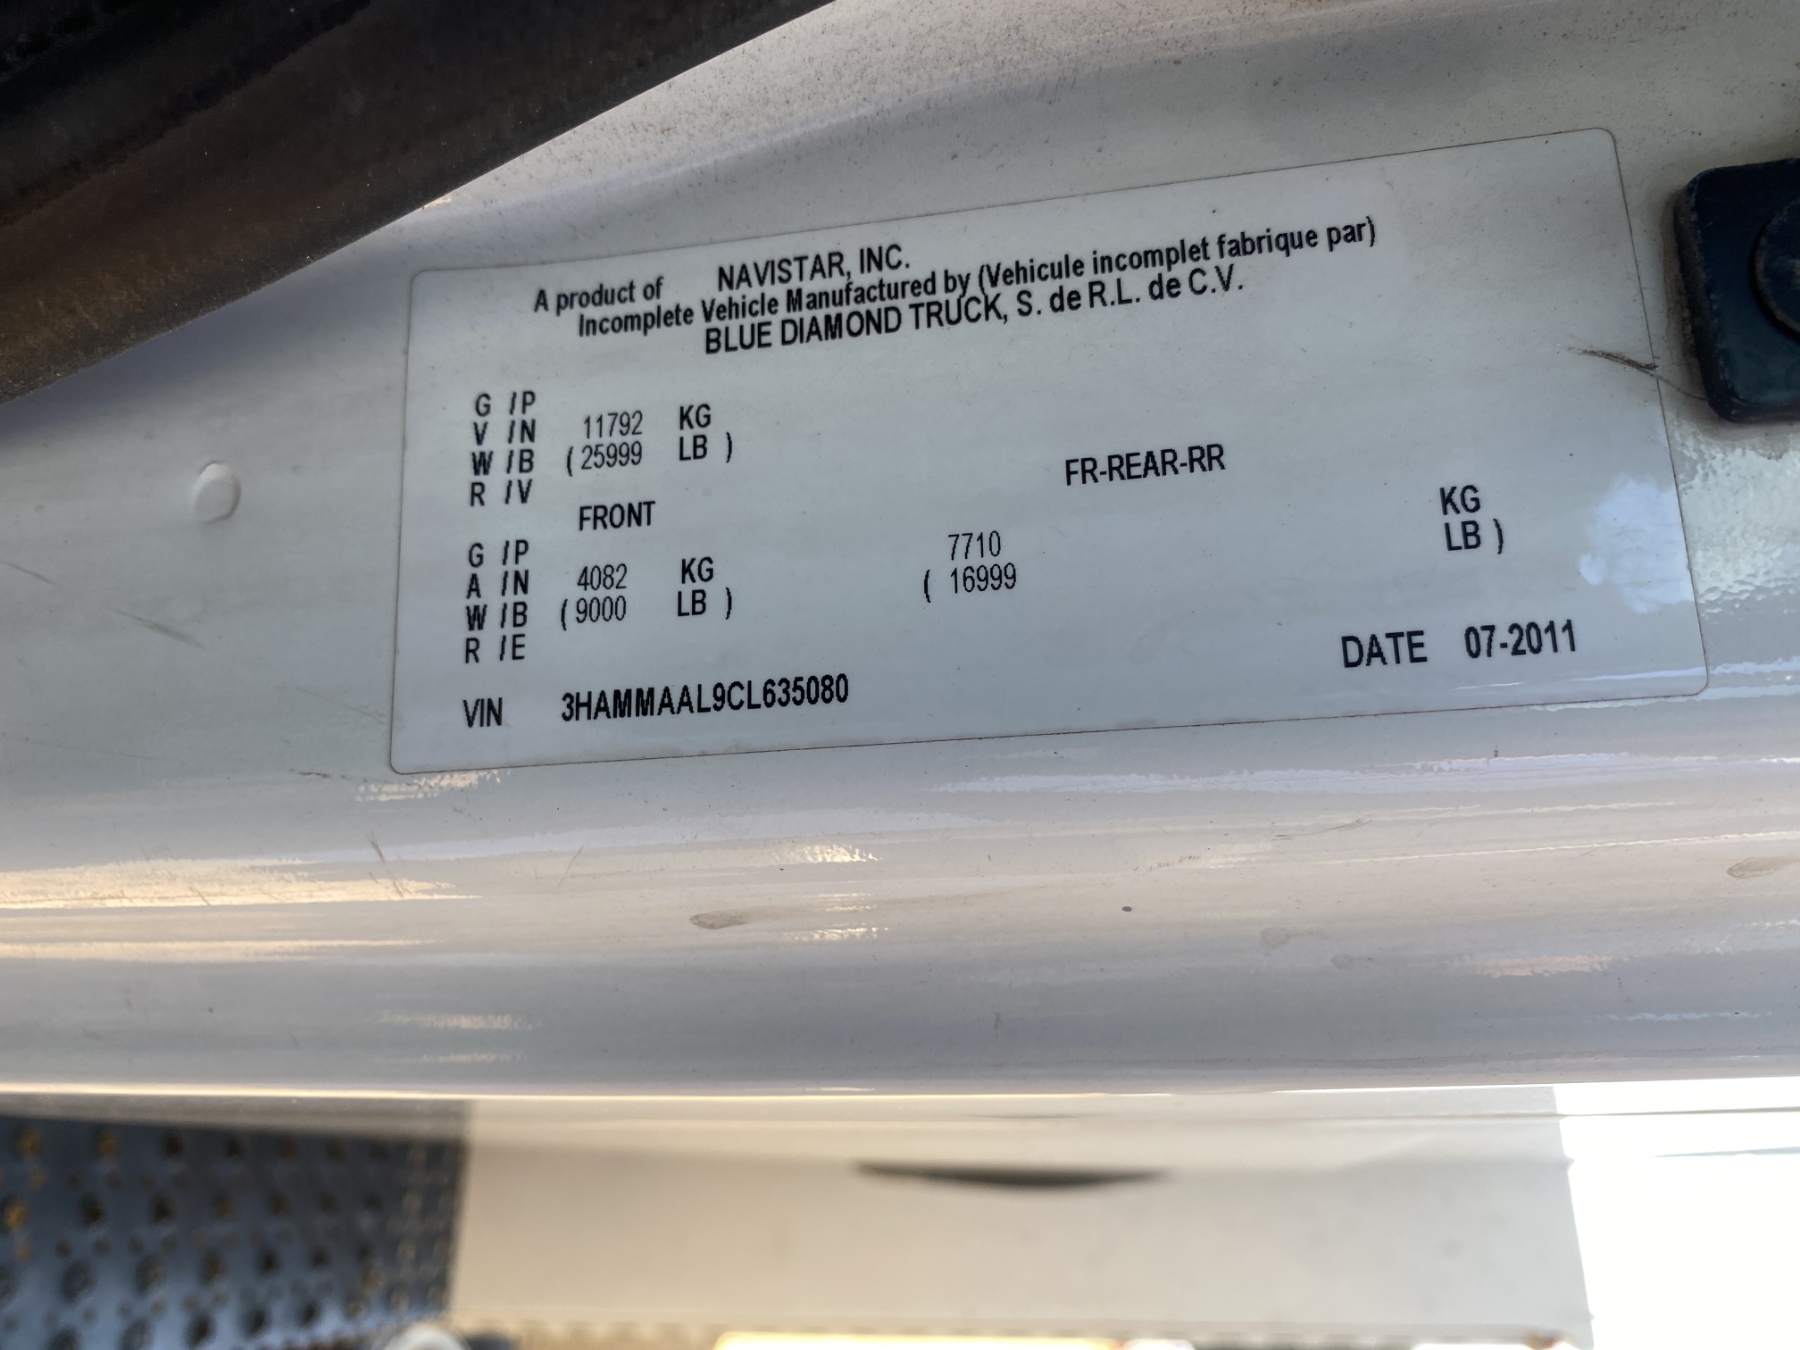 A product of NAVISTAR, INC.
Incomplete Vehicle Manufactured by (Vehicule incomplet fabrique par)
BLUE DIAMOND TRUCK, S. de R.L. de C.V.
G /P
V /N 11792 KG
W /B ( 25999 LB )
R /V
FRONT FR-REAR-RR
G /P
A /N 4082 KG 7710 KG
W /B ( 9000 LB ) ( 16999 LB )
R /E
VIN 3HAMMAAL9CL635080 DATE 07-2011